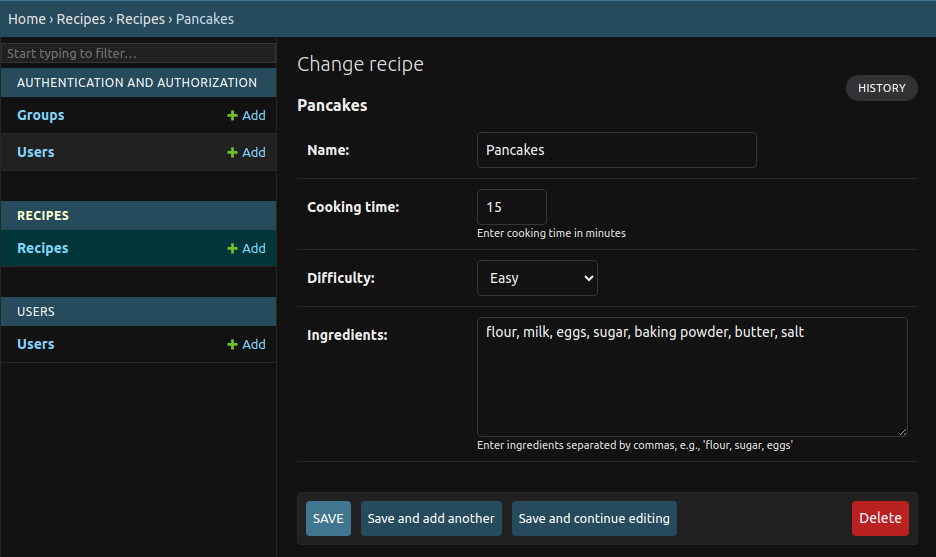 Home › Recipes › Recipes › Pancakes
Start typing to filter…
AUTHENTICATION AND AUTHORIZATION
Groups + Add
Users + Add
RECIPES
Recipes + Add
USERS
Users + Add
Change recipe
HISTORY
Pancakes
Name: Pancakes
Cooking time: 15
Enter cooking time in minutes
Difficulty: Easy
Ingredients: flour, milk, eggs, sugar, baking powder, butter, salt
Enter ingredients separated by commas, e.g., 'flour, sugar, eggs'
SAVE Save and add another Save and continue editing Delete